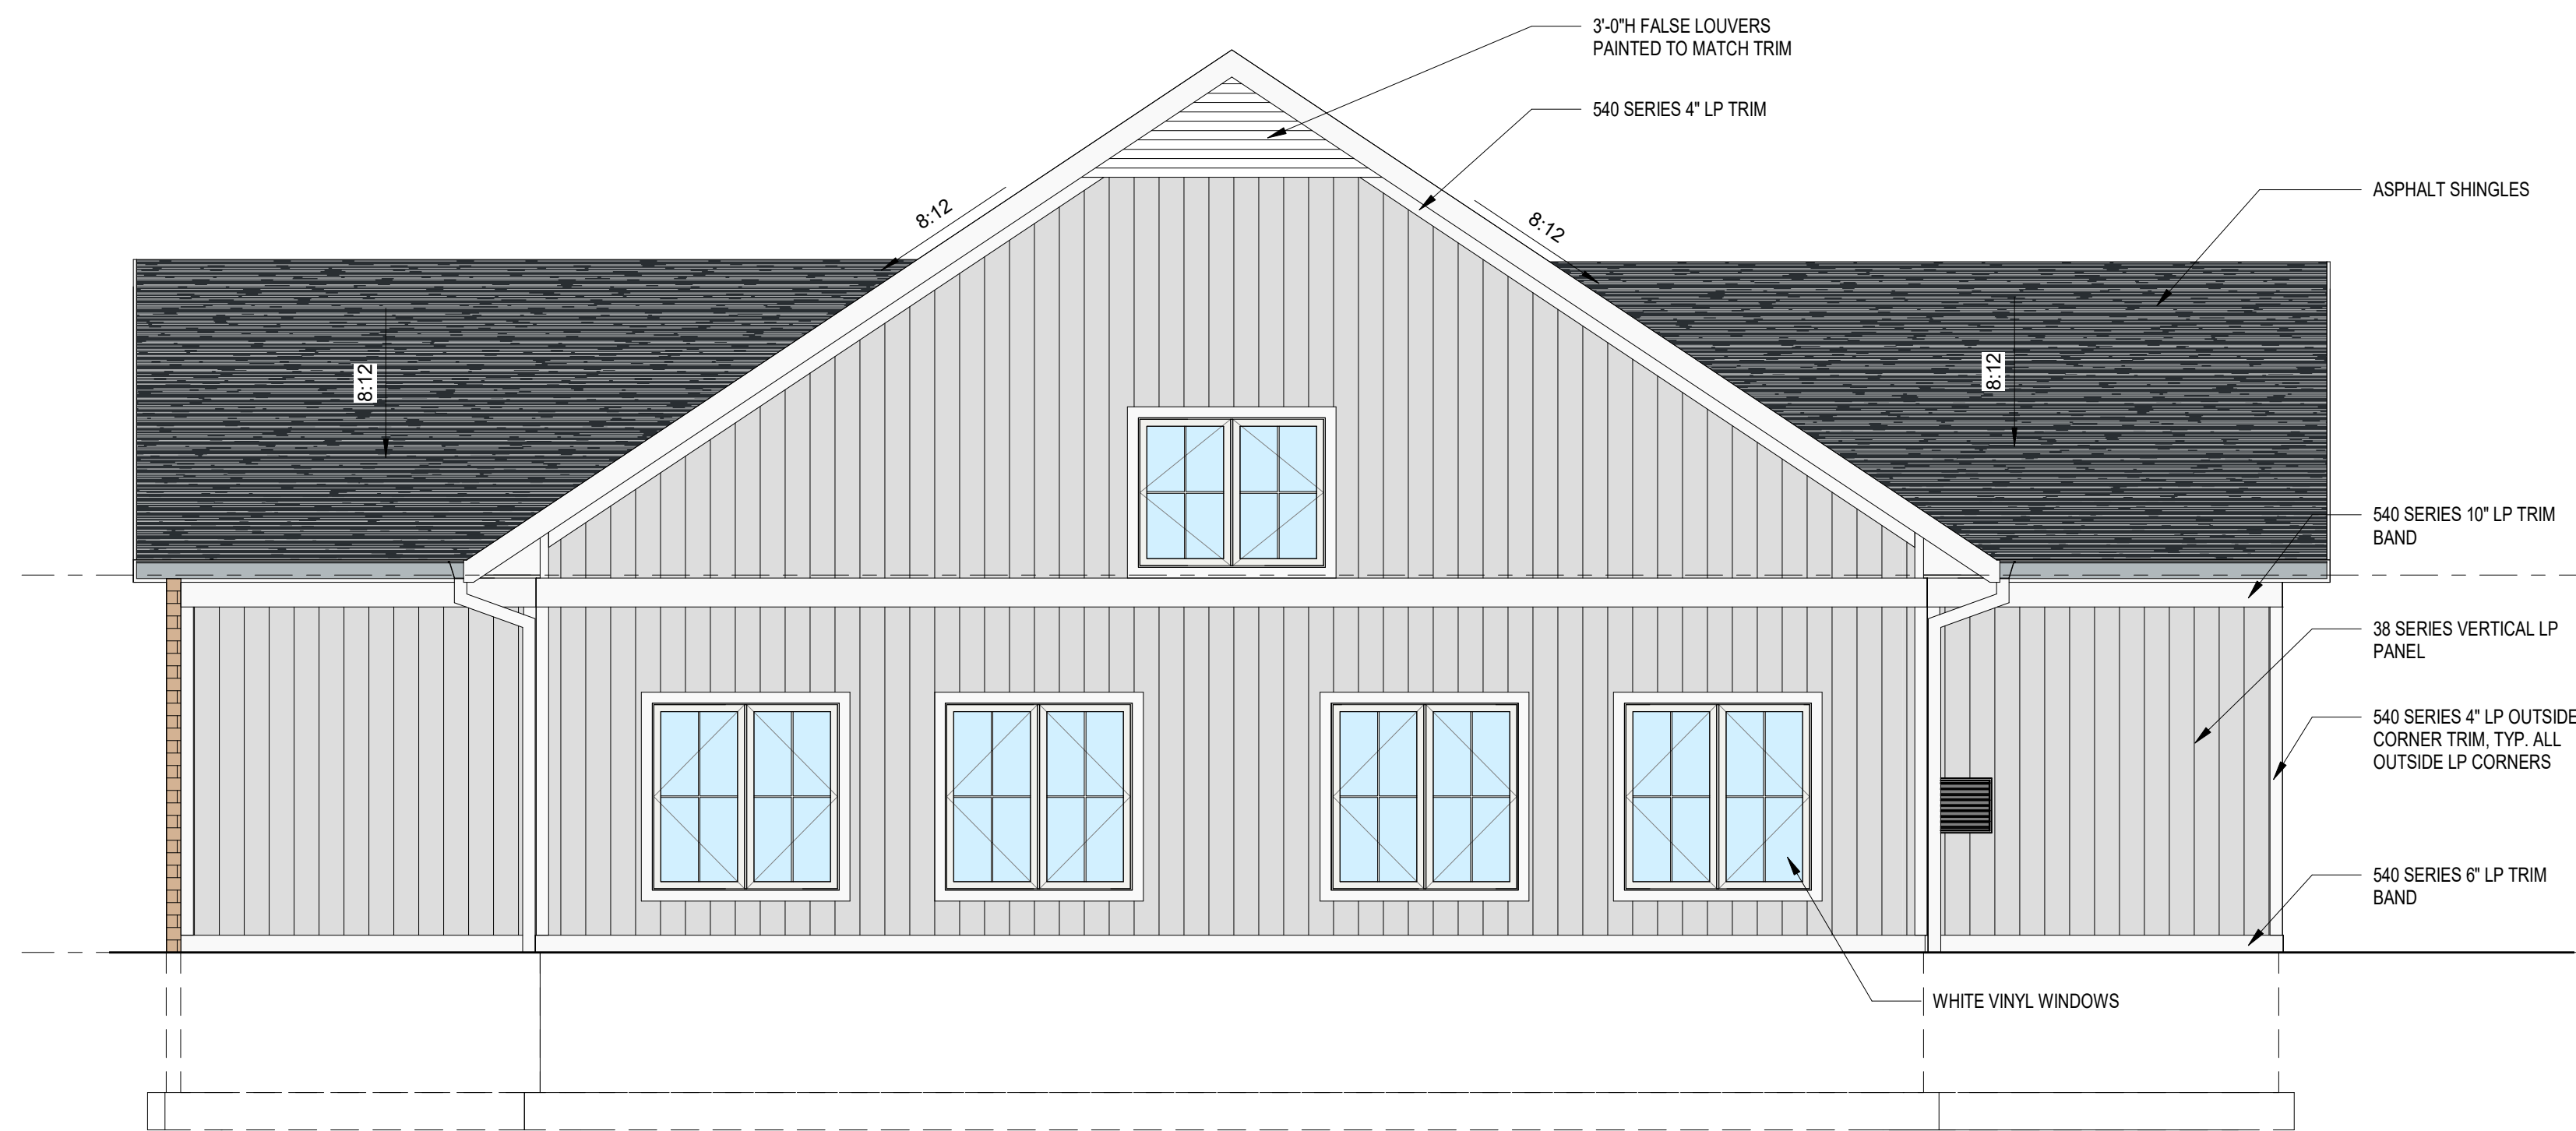 3'-0"H FALSE LOUVERS
PAINTED TO MATCH TRIM
540 SERIES 4" LP TRIM
ASPHALT SHINGLES
8:12
8:12
8:12
8:12
540 SERIES 10" LP TRIM
BAND
38 SERIES VERTICAL LP
PANEL
540 SERIES 4" LP OUTSIDE
CORNER TRIM, TYP. ALL
OUTSIDE LP CORNERS
540 SERIES 6" LP TRIM
BAND
WHITE VINYL WINDOWS